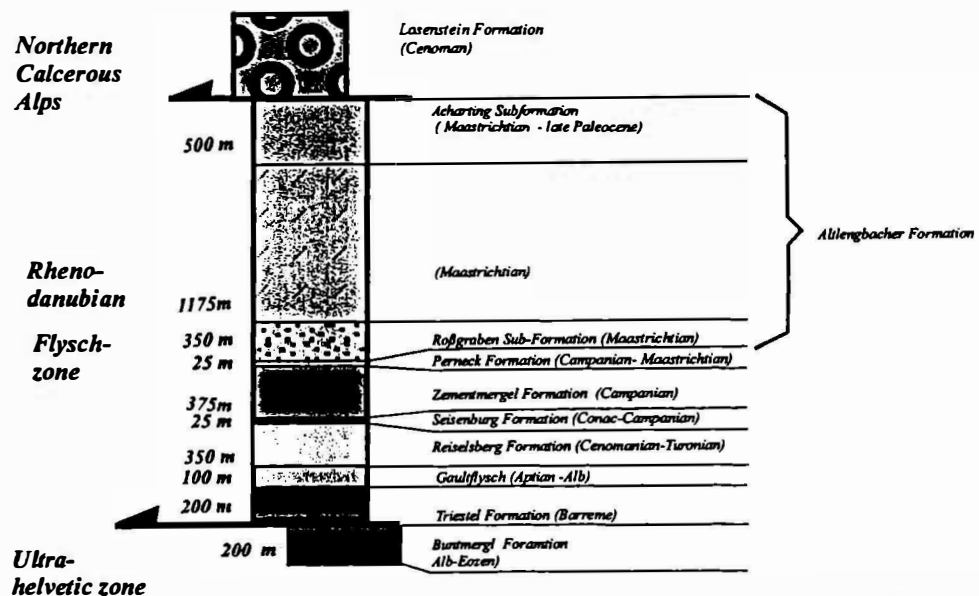 Northern
Calcerous
Alps
Losenstein Formation
(Cenoman)
Acharting Subformation
( Maastrichtian - late Paleocene)
500 m
Altlengbacher Formation
(Maastrichtian)
Rheno-
danubian
Flysch-
zone
1175m
350 m
Roßgraben Sub-Formation (Maastrichtian)
25 m
Perneck Formation (Campanian- Maastrichtian)
Zementmergel Formation (Campanian)
375m
25 m
Seisenburg Formation (Conac-Campanian)
Reiselsberg Formation (Cenomanian-Turonian)
350 m
100 m
Gaultflysch (Aptian -Alb)
200 m
Triestel Formation (Barreme)
200 m
Buntmergl Foramtion
Alb-Eozen)
Ultra-
helvetic zone